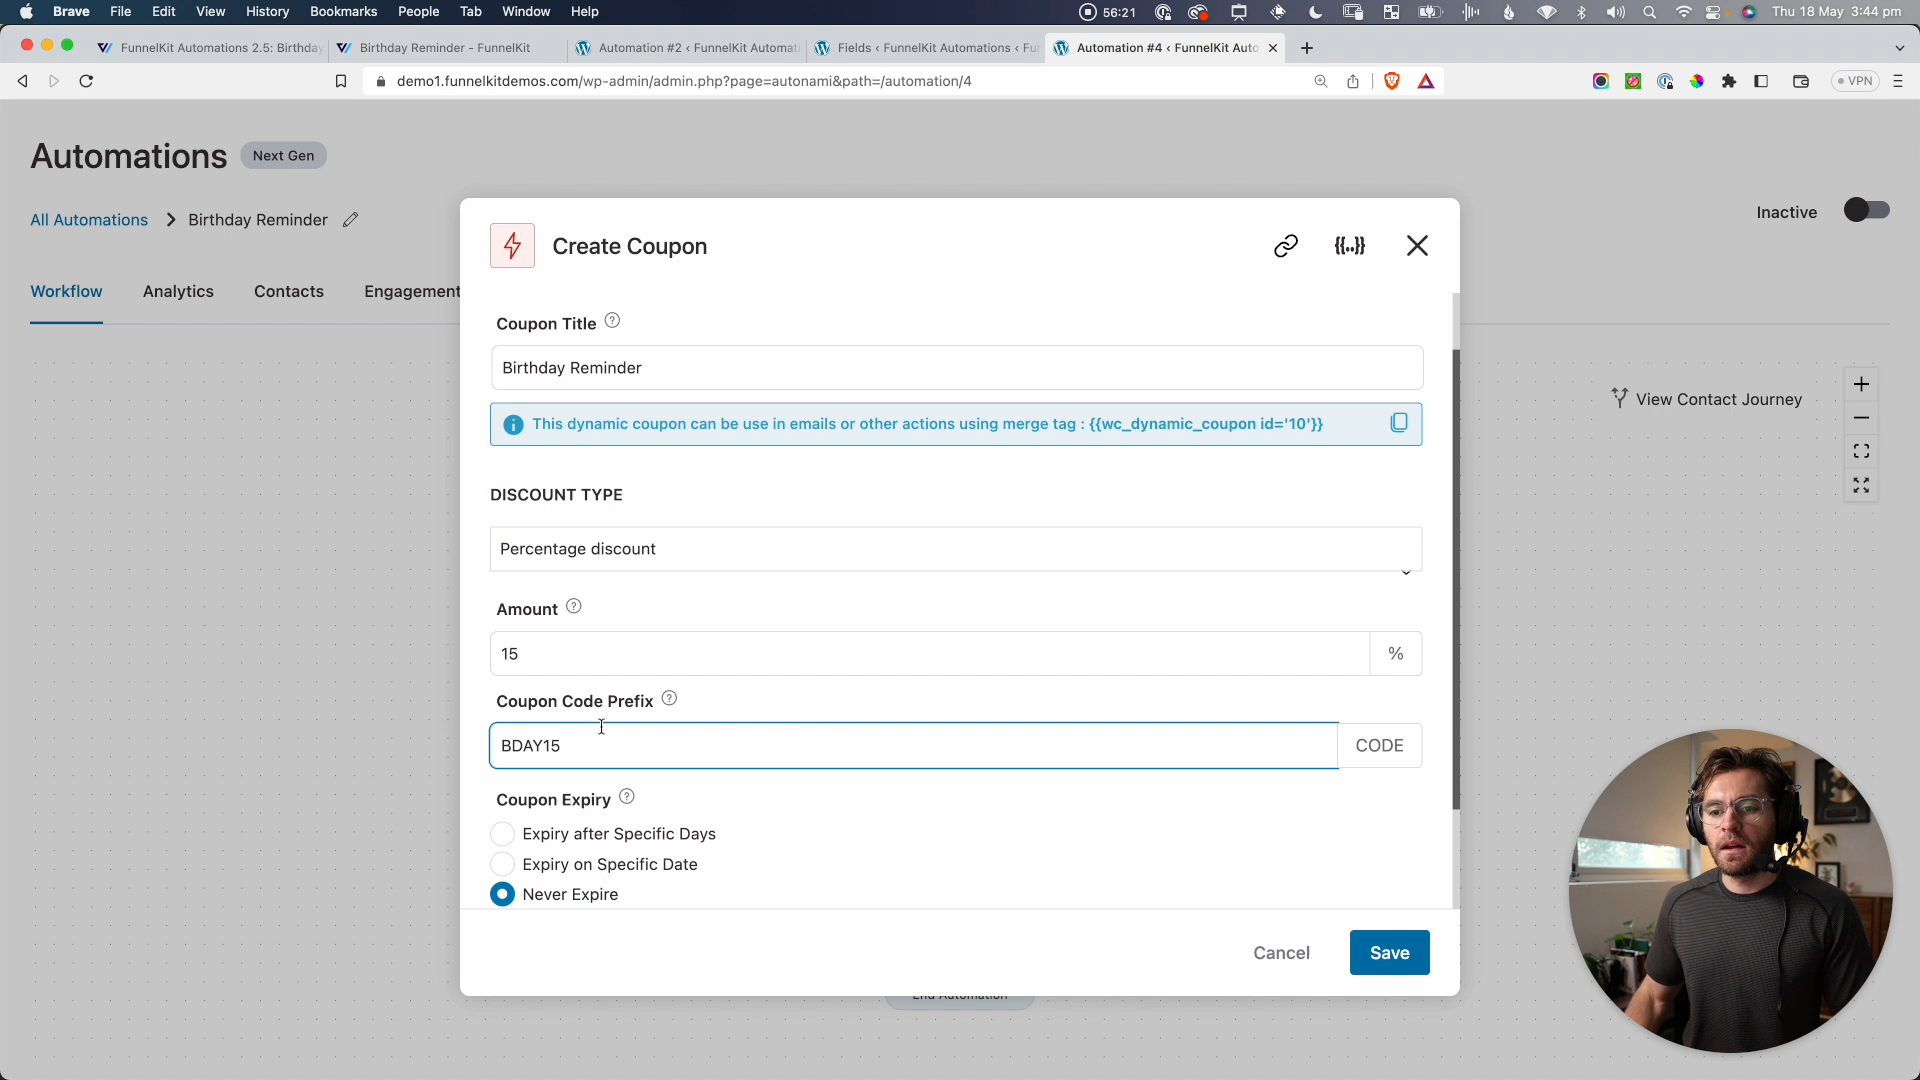 Brave File Edit View History Bookmarks People Tab Window Help 56:21 Thu 18 May 3:44 pm
FunnelKit Automations 2.5: Birthday Birthday Reminder - FunnelKit Automation #2 ‹ FunnelKit Automati Fields ‹ FunnelKit Automations ‹ Fu Automation #4 ‹ FunnelKit Auto
demo1.funnelkitdemos.com/wp-admin/admin.php?page=autonami&path=/automation/4 VPN
Automations Next Gen
All Automations > Birthday Reminder Inactive
Workflow Analytics Contacts Engagement
View Contact Journey
Create Coupon {{..}}
Coupon Title ?
Birthday Reminder
This dynamic coupon can be use in emails or other actions using merge tag : {{wc_dynamic_coupon id='10'}}
DISCOUNT TYPE
Percentage discount
Amount ?
15 %
Coupon Code Prefix ?
BDAY15 CODE
Coupon Expiry ?
Expiry after Specific Days
Expiry on Specific Date
Never Expire
Cancel Save
End Automation